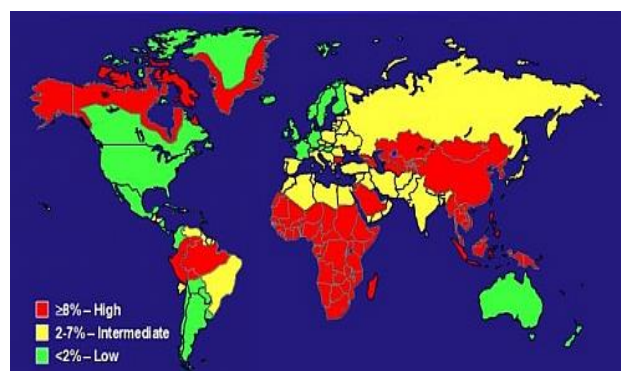 ≥8% – High
2-7% – Intermediate
<2% – Low